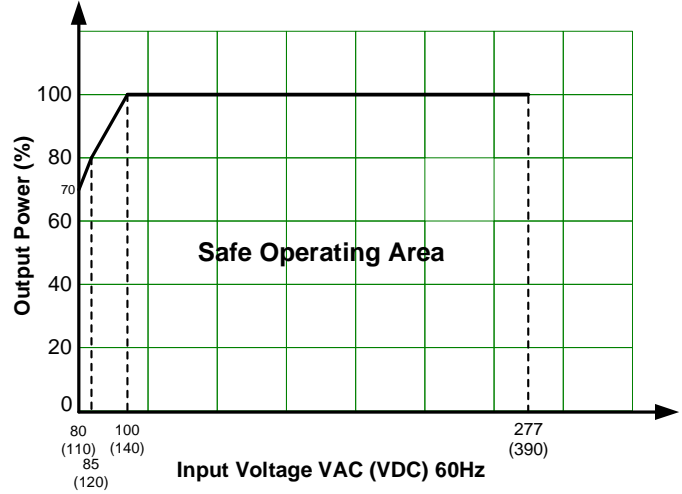 Output Power (%)
100
80
70
60
40
20
0
Safe Operating Area
80 100 277
(110) (140) (390)
85
(120)
Input Voltage VAC (VDC) 60Hz